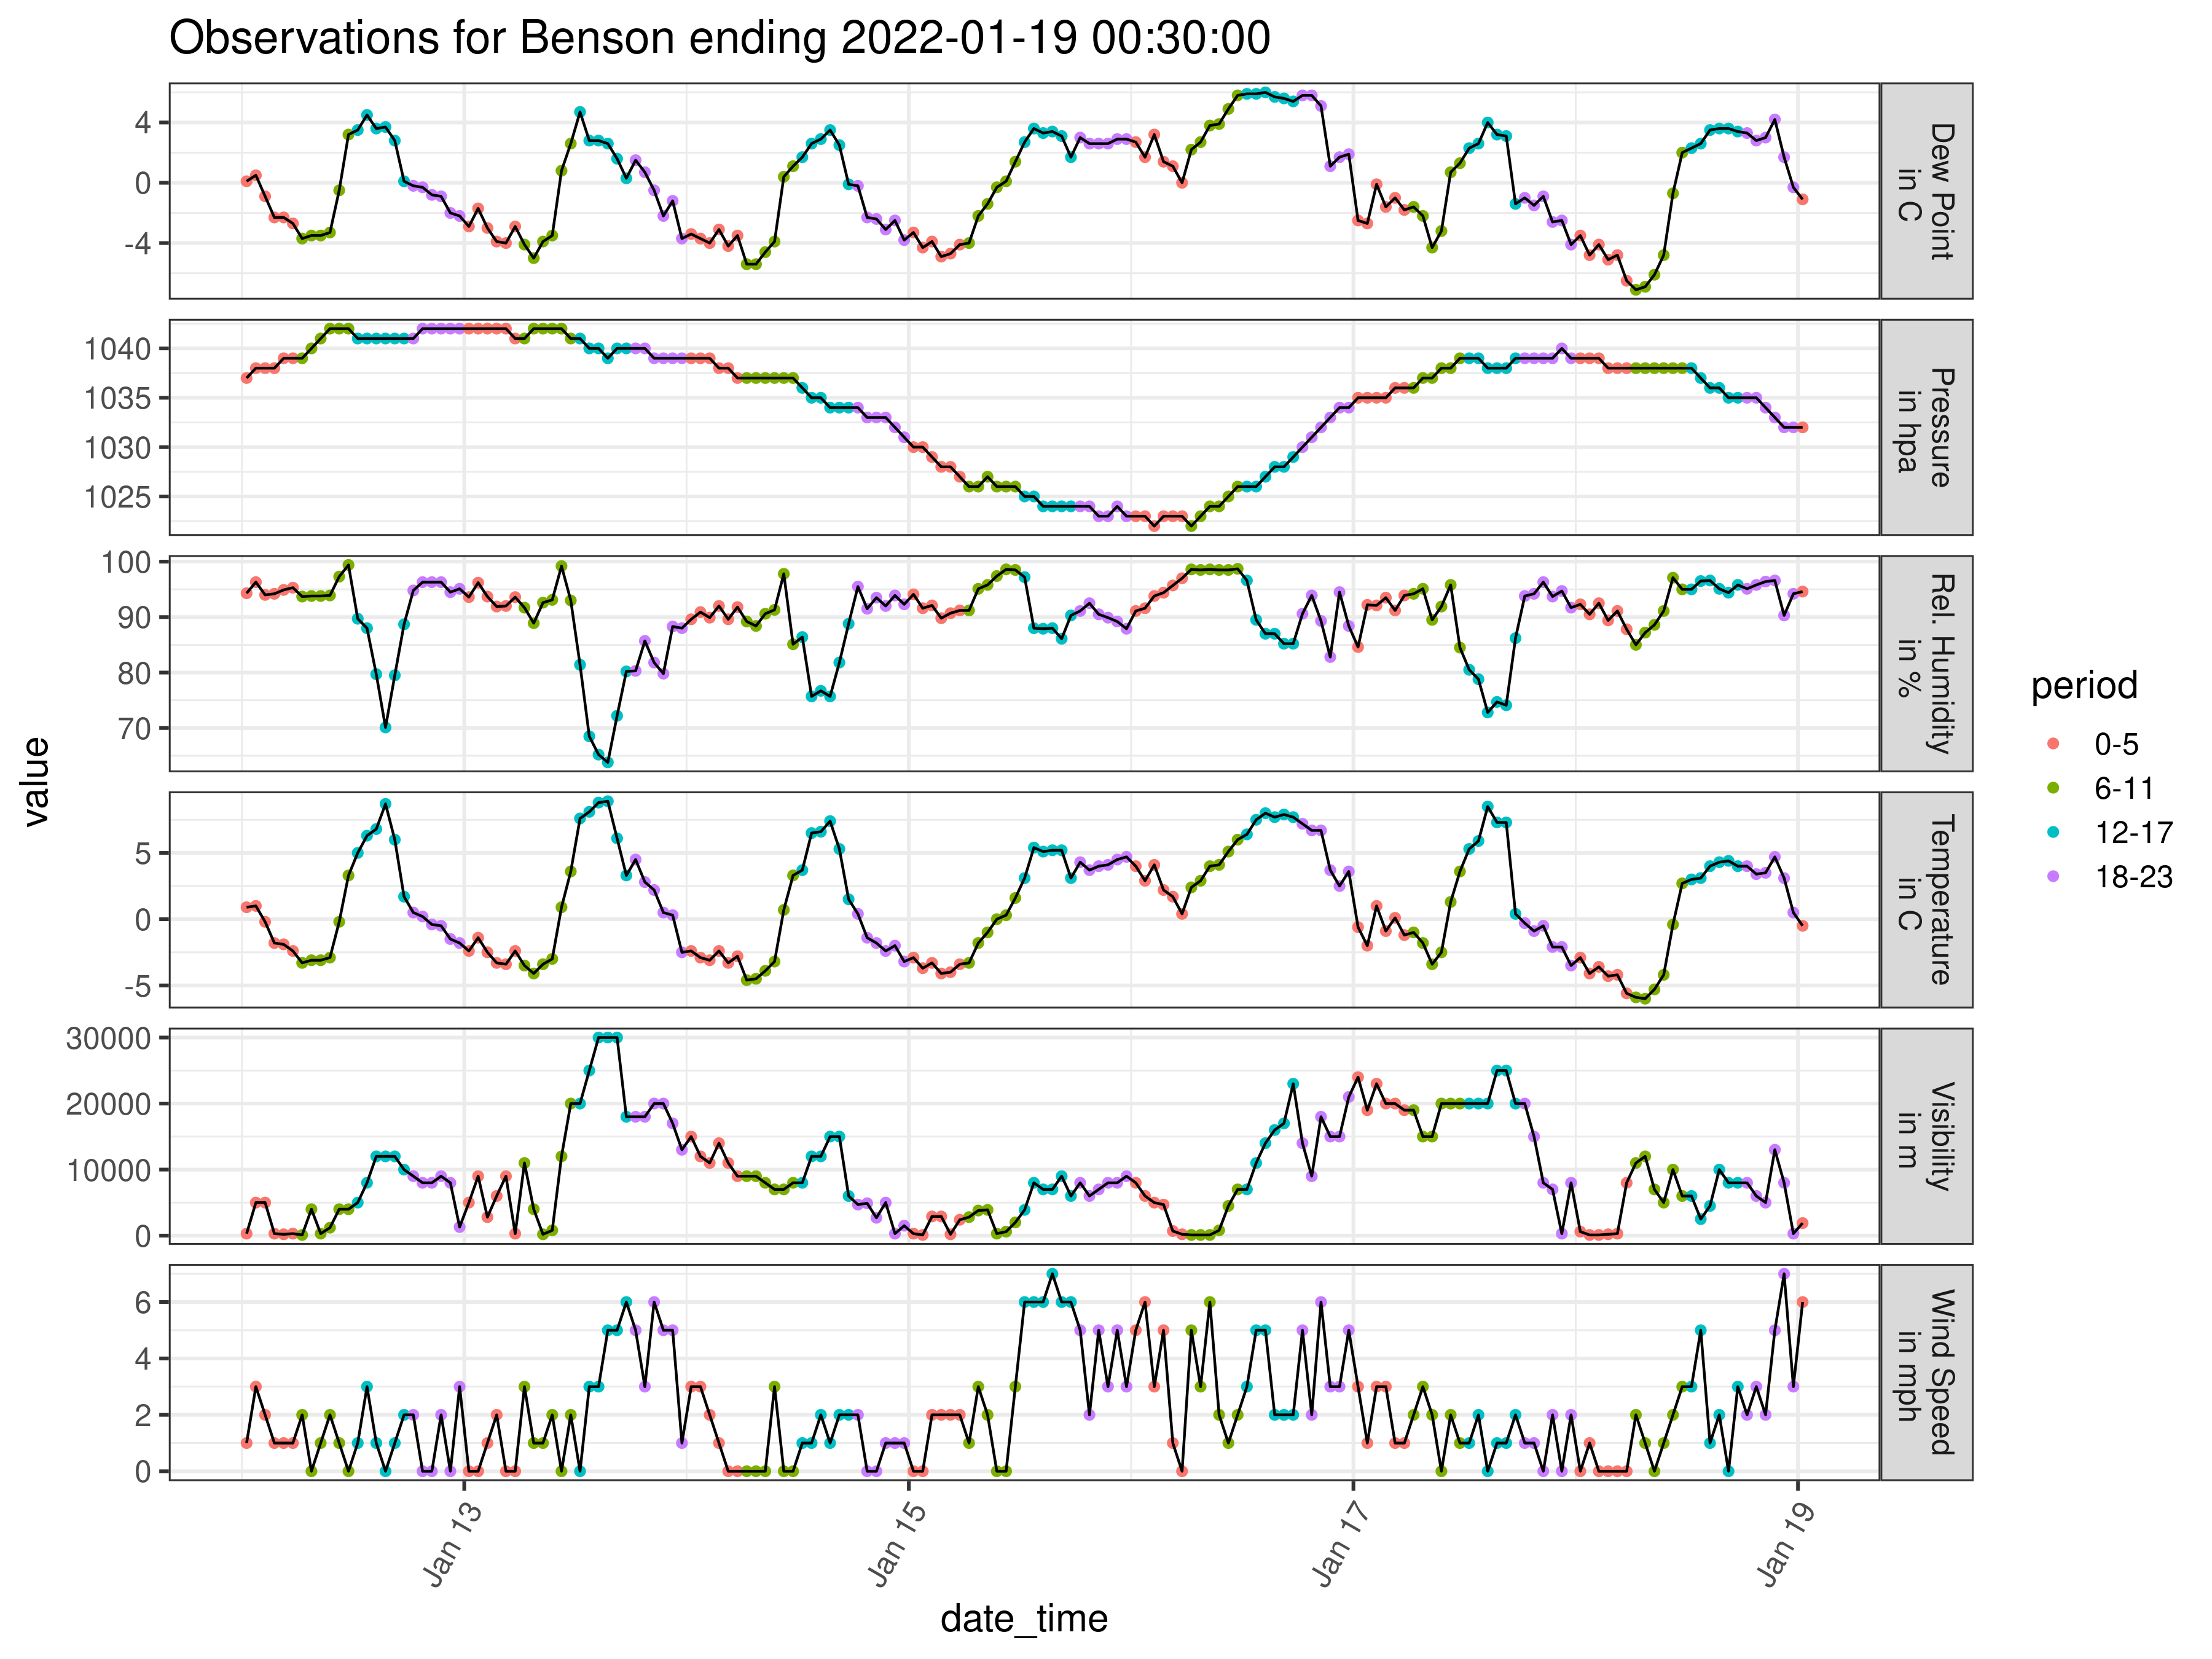 Observations for Benson ending 2022-01-19 00:30:00
value
4
0
-4
Dew Point
in C
1040
1035
1030
1025
Pressure
in hpa
100
90
80
70
Rel. Humidity
in %
5
0
-5
Temperature
in C
30000
20000
10000
0
Visibility
in m
6
4
2
0
Wind Speed
in mph
Jan 13
Jan 15
Jan 17
Jan 19
date_time
period
0-5
6-11
12-17
18-23